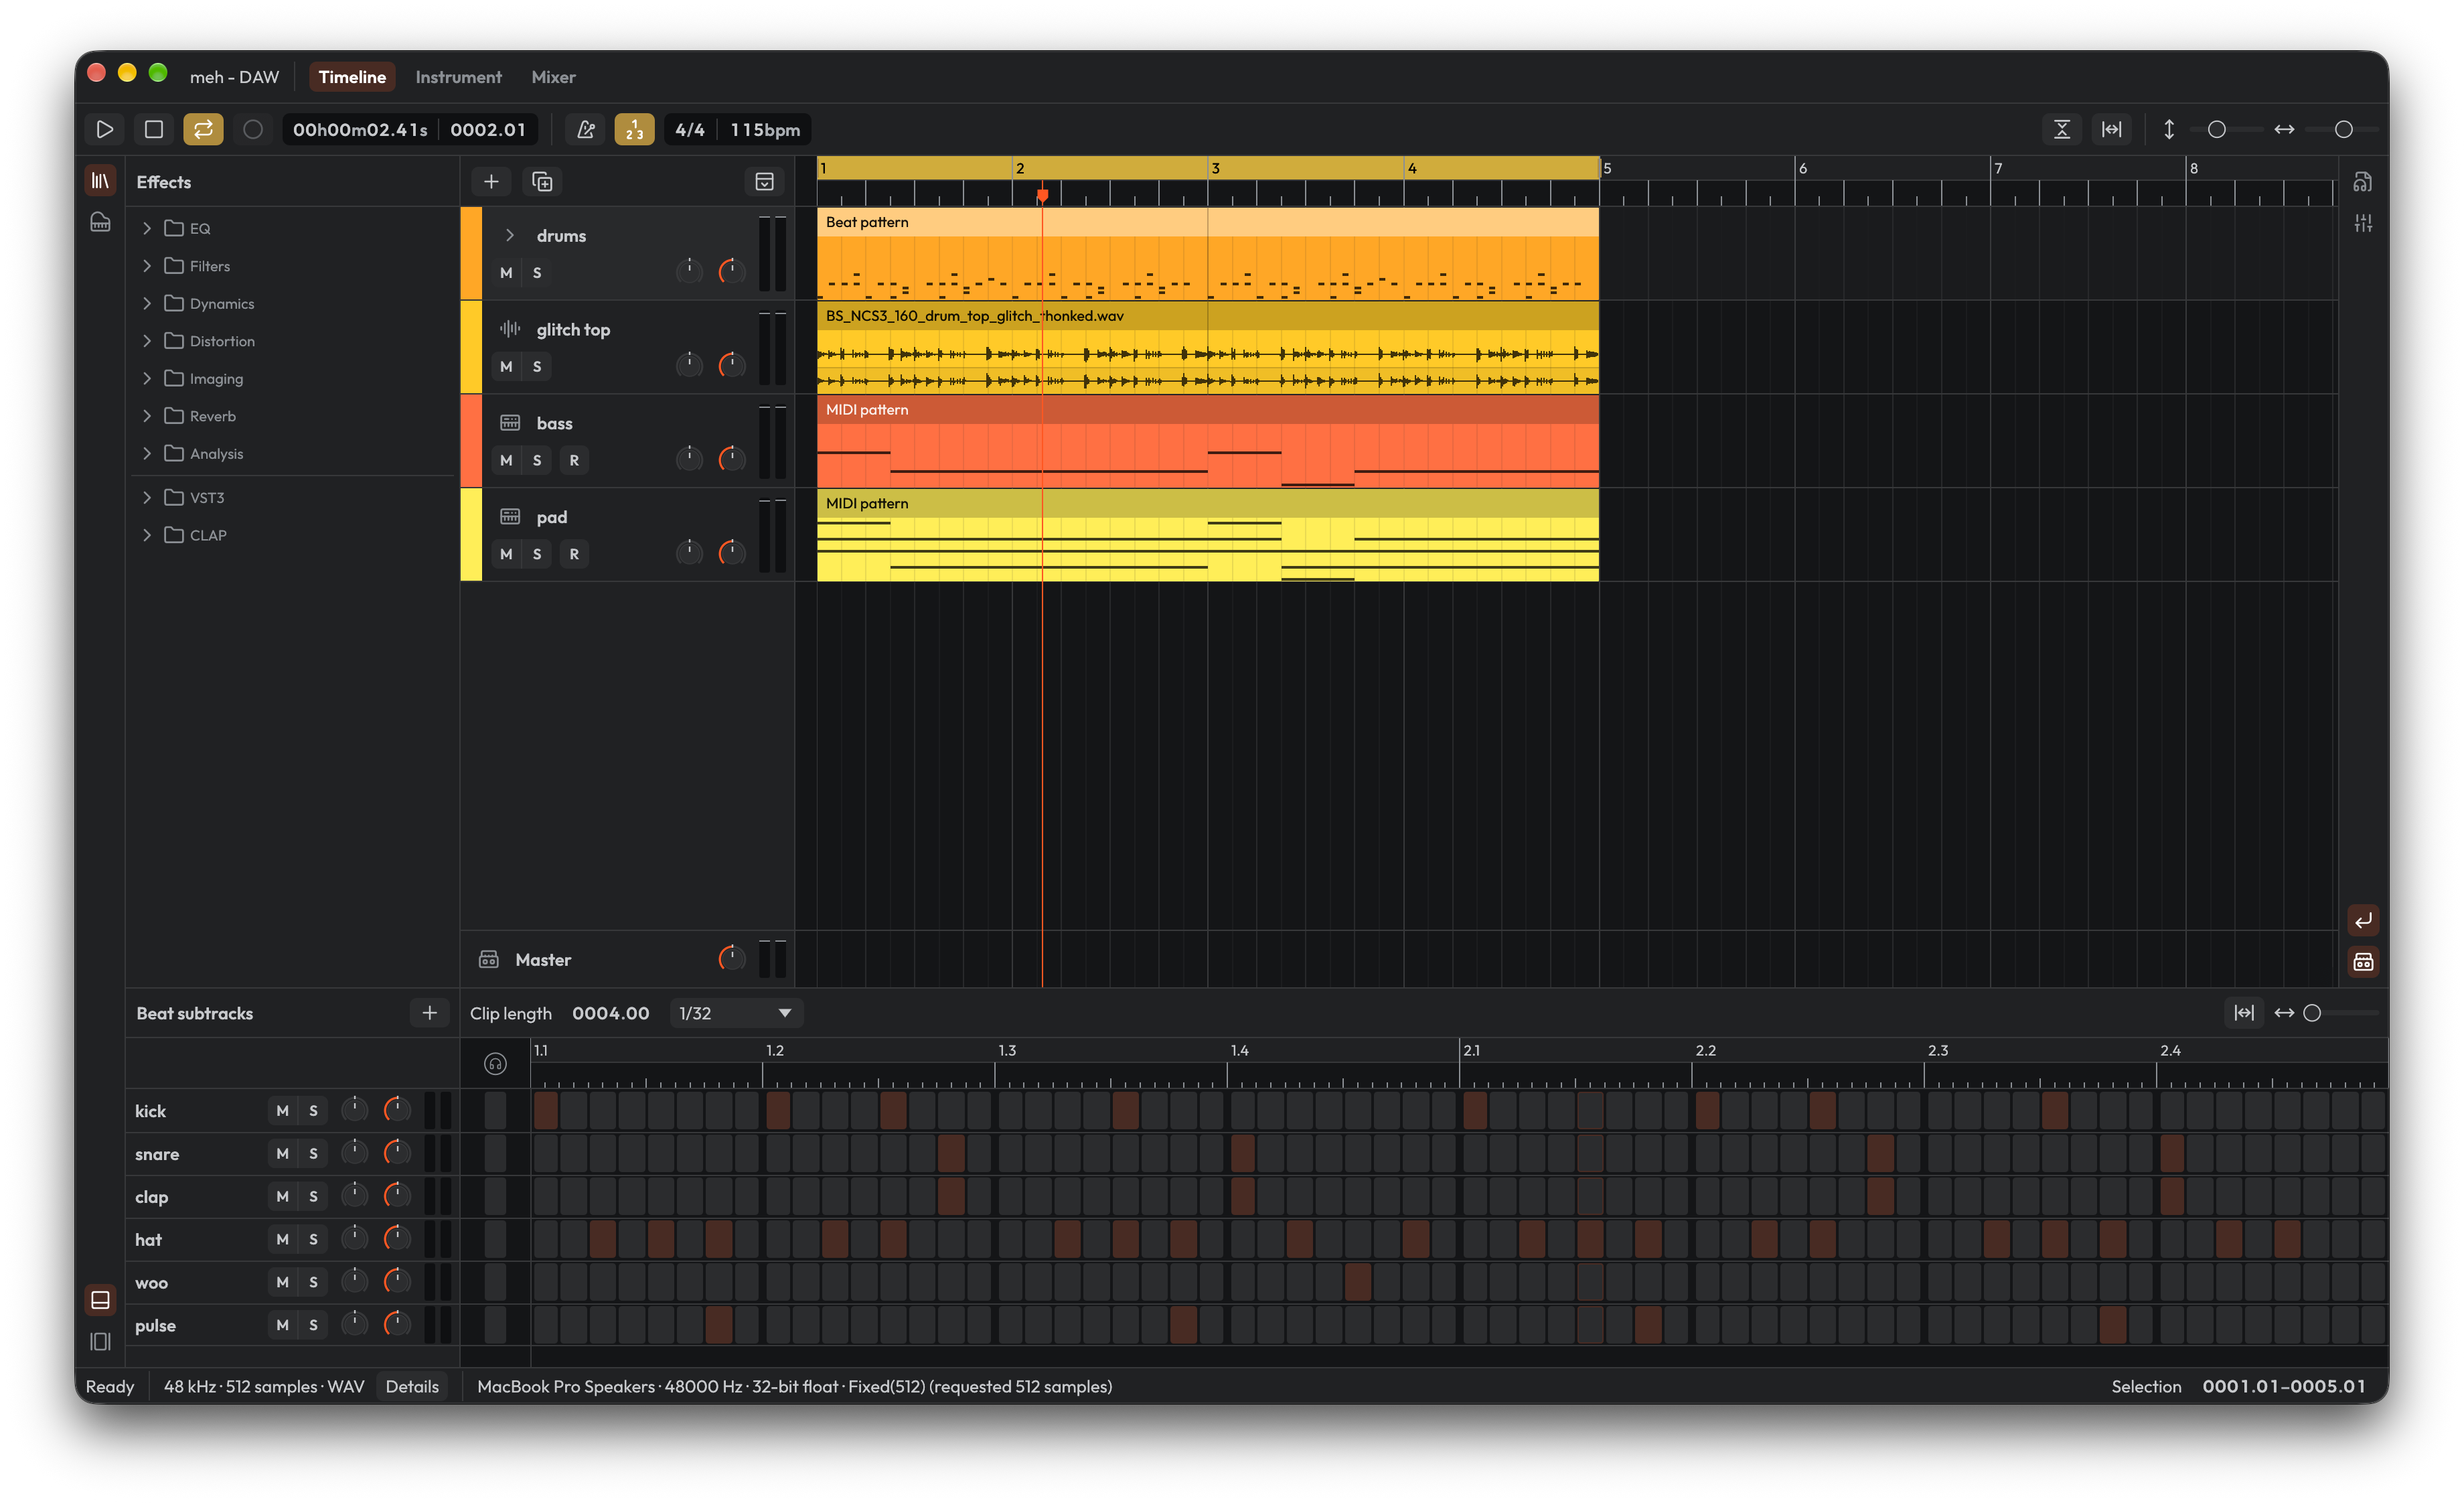 meh - DAW
Timeline
Instrument
Mixer
00h00m02.41s
0002.01
1 2 3
4/4
115bpm
Effects
EQ
Filters
Dynamics
Distortion
Imaging
Reverb
Analysis
VST3
CLAP
1 2 3 4 5 6 7 8
drums
M S
Beat pattern
glitch top
M S
BS_NCS3_160_drum_top_glitch_thonked.wav
bass
M S R
MIDI pattern
pad
M S R
MIDI pattern
Master
Beat subtracks
Clip length 0004.00
1/32
1.1 1.2 1.3 1.4 2.1 2.2 2.3 2.4
kick M S
snare M S
clap M S
hat M S
woo M S
pulse M S
Ready
48 kHz · 512 samples · WAV
Details
MacBook Pro Speakers · 48000 Hz · 32-bit float · Fixed(512) (requested 512 samples)
Selection 0001.01–0005.01